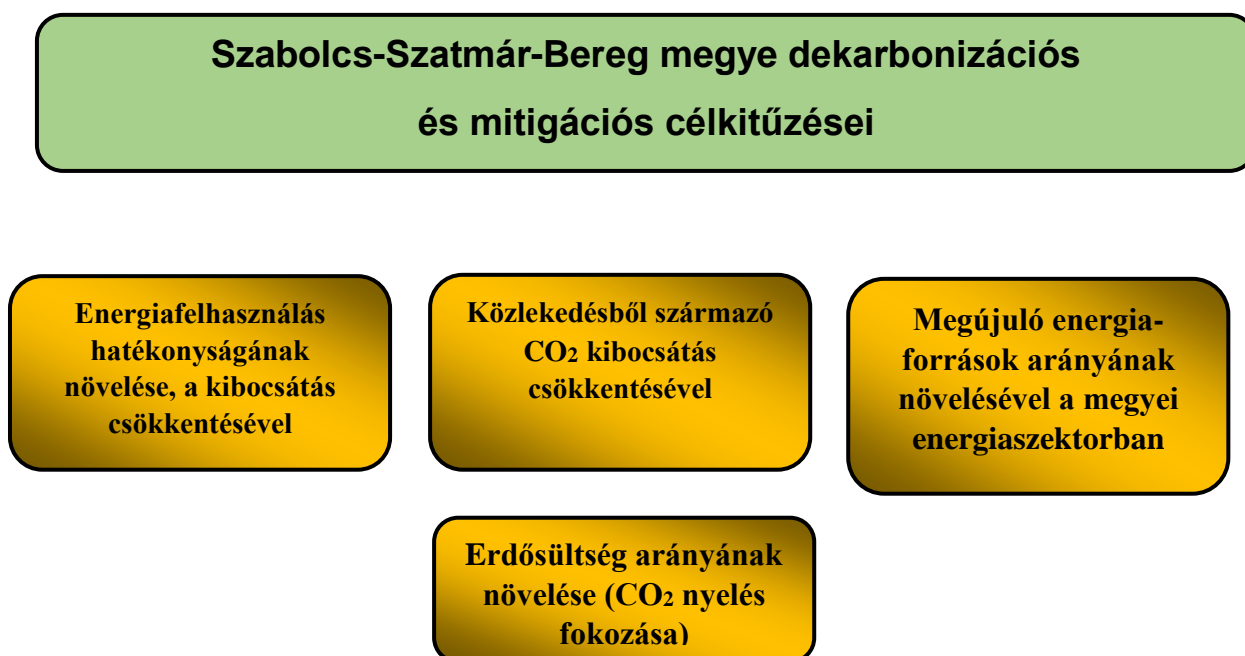 Szabolcs-Szatmár-Bereg megye dekarbonizációs
és mitigációs célkitűzései
Energiafelhasználás
hatékonyságának
növelése, a kibocsátás
csökkentésével
Közlekedésből származó
CO₂ kibocsátás
csökkentésével
Megújuló energia-
források arányának
növelésével a megyei
energiaszektorban
Erdősültség arányának
növelése (CO₂ nyelés
fokozása)